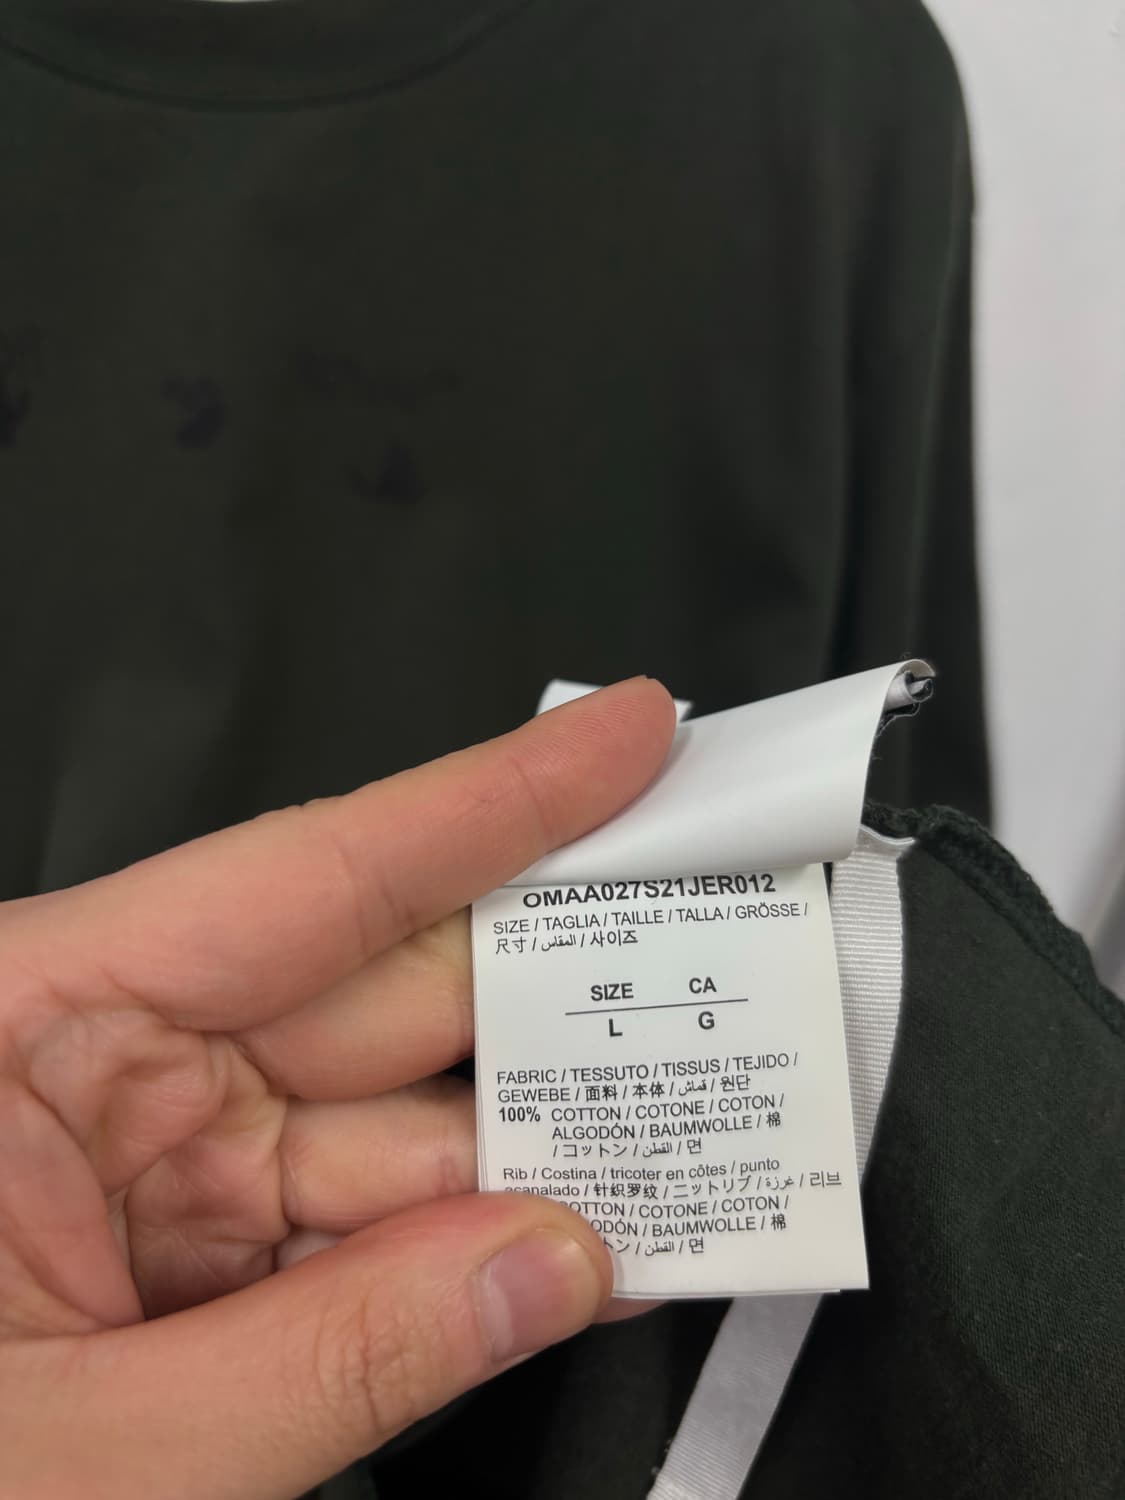 OMAA027S21JER012
SIZE / TAGLIA / TAILLE / TALLA / GRÖSSE /
尺寸 / المقاس / 사이즈
SIZE CA
L G
FABRIC / TESSUTO / TISSUS / TEJIDO /
GEWEBE / 面料 / 本体 / قماش / 원단
100% COTTON / COTONE / COTON /
ALGODÓN / BAUMWOLLE / 棉
/ コットン / القطن / 면
Rib / Costina / tricoter en côtes / punto
acanalado / 针织罗纹 / ニットリブ / غرزة / 리브
COTTON / COTONE / COTON /
BAUMWOLLE / 棉
/ القطن / 면